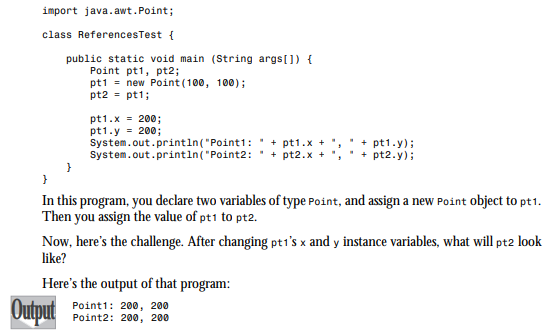 import java.awt.Point;
class ReferencesTest {
public static void main (String args[]) {
Point pt1, pt2;
pt1 = new Point(100, 100);
pt2 = pt1;
pt1.x = 200;
pt1.y = 200;
System.out.println("Point1: " + pt1.x + ", " + pt1.y);
System.out.println("Point2: " + pt2.x + ", " + pt2.y);
}
}
In this program, you declare two variables of type Point, and assign a new Point object to pt1.
Then you assign the value of pt1 to pt2.
Now, here's the challenge. After changing pt1's x and y instance variables, what will pt2 look
like?
Here's the output of that program:
Output
Point1: 200, 200
Point2: 200, 200